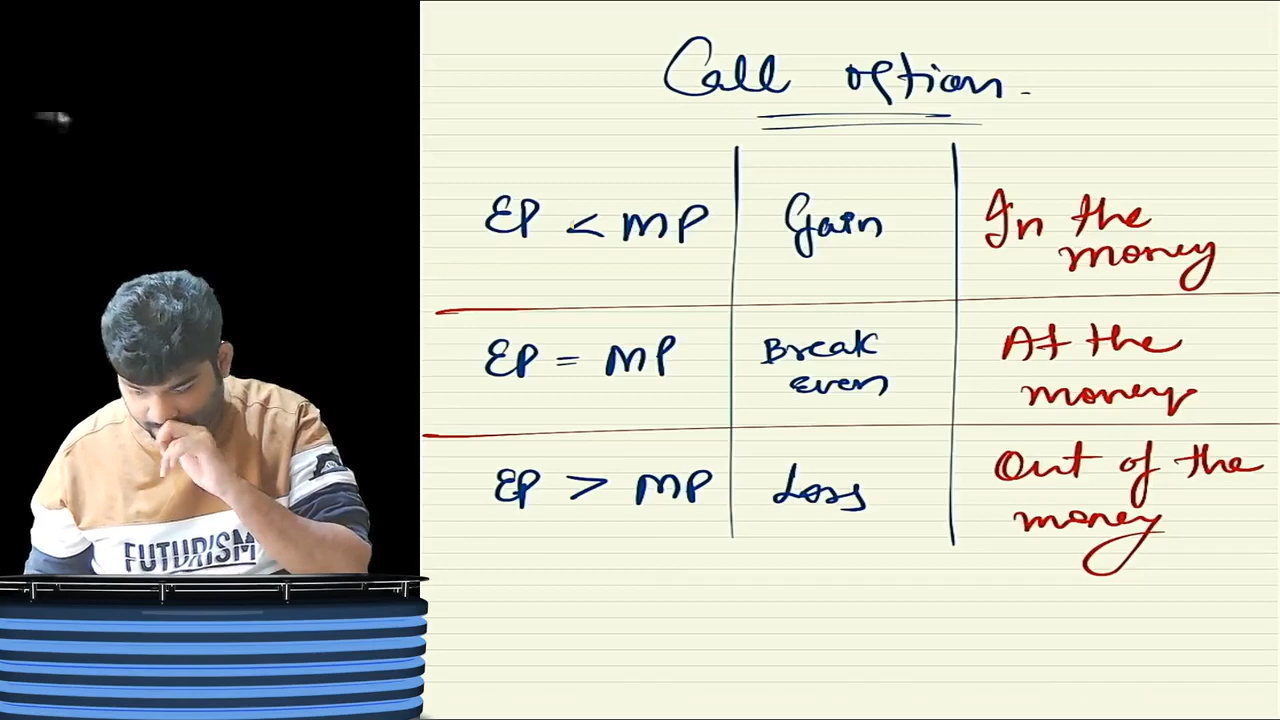 Call option.
EP < MP Gain In the
money
EP = MP Break At the
even money
EP > MP Loss Out of the
money
FUTURISM